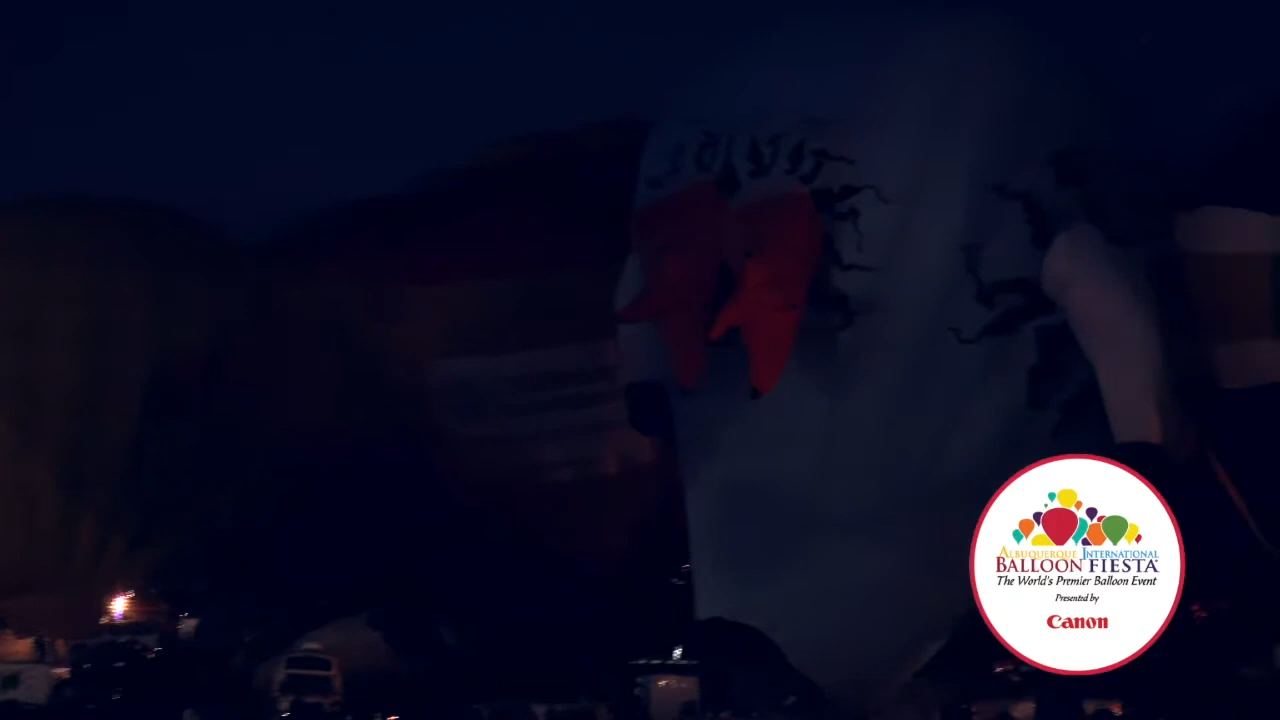 ALBUQUERQUE INTERNATIONAL
BALLOON FIESTA
The World's Premier Balloon Event
Presented by
Canon